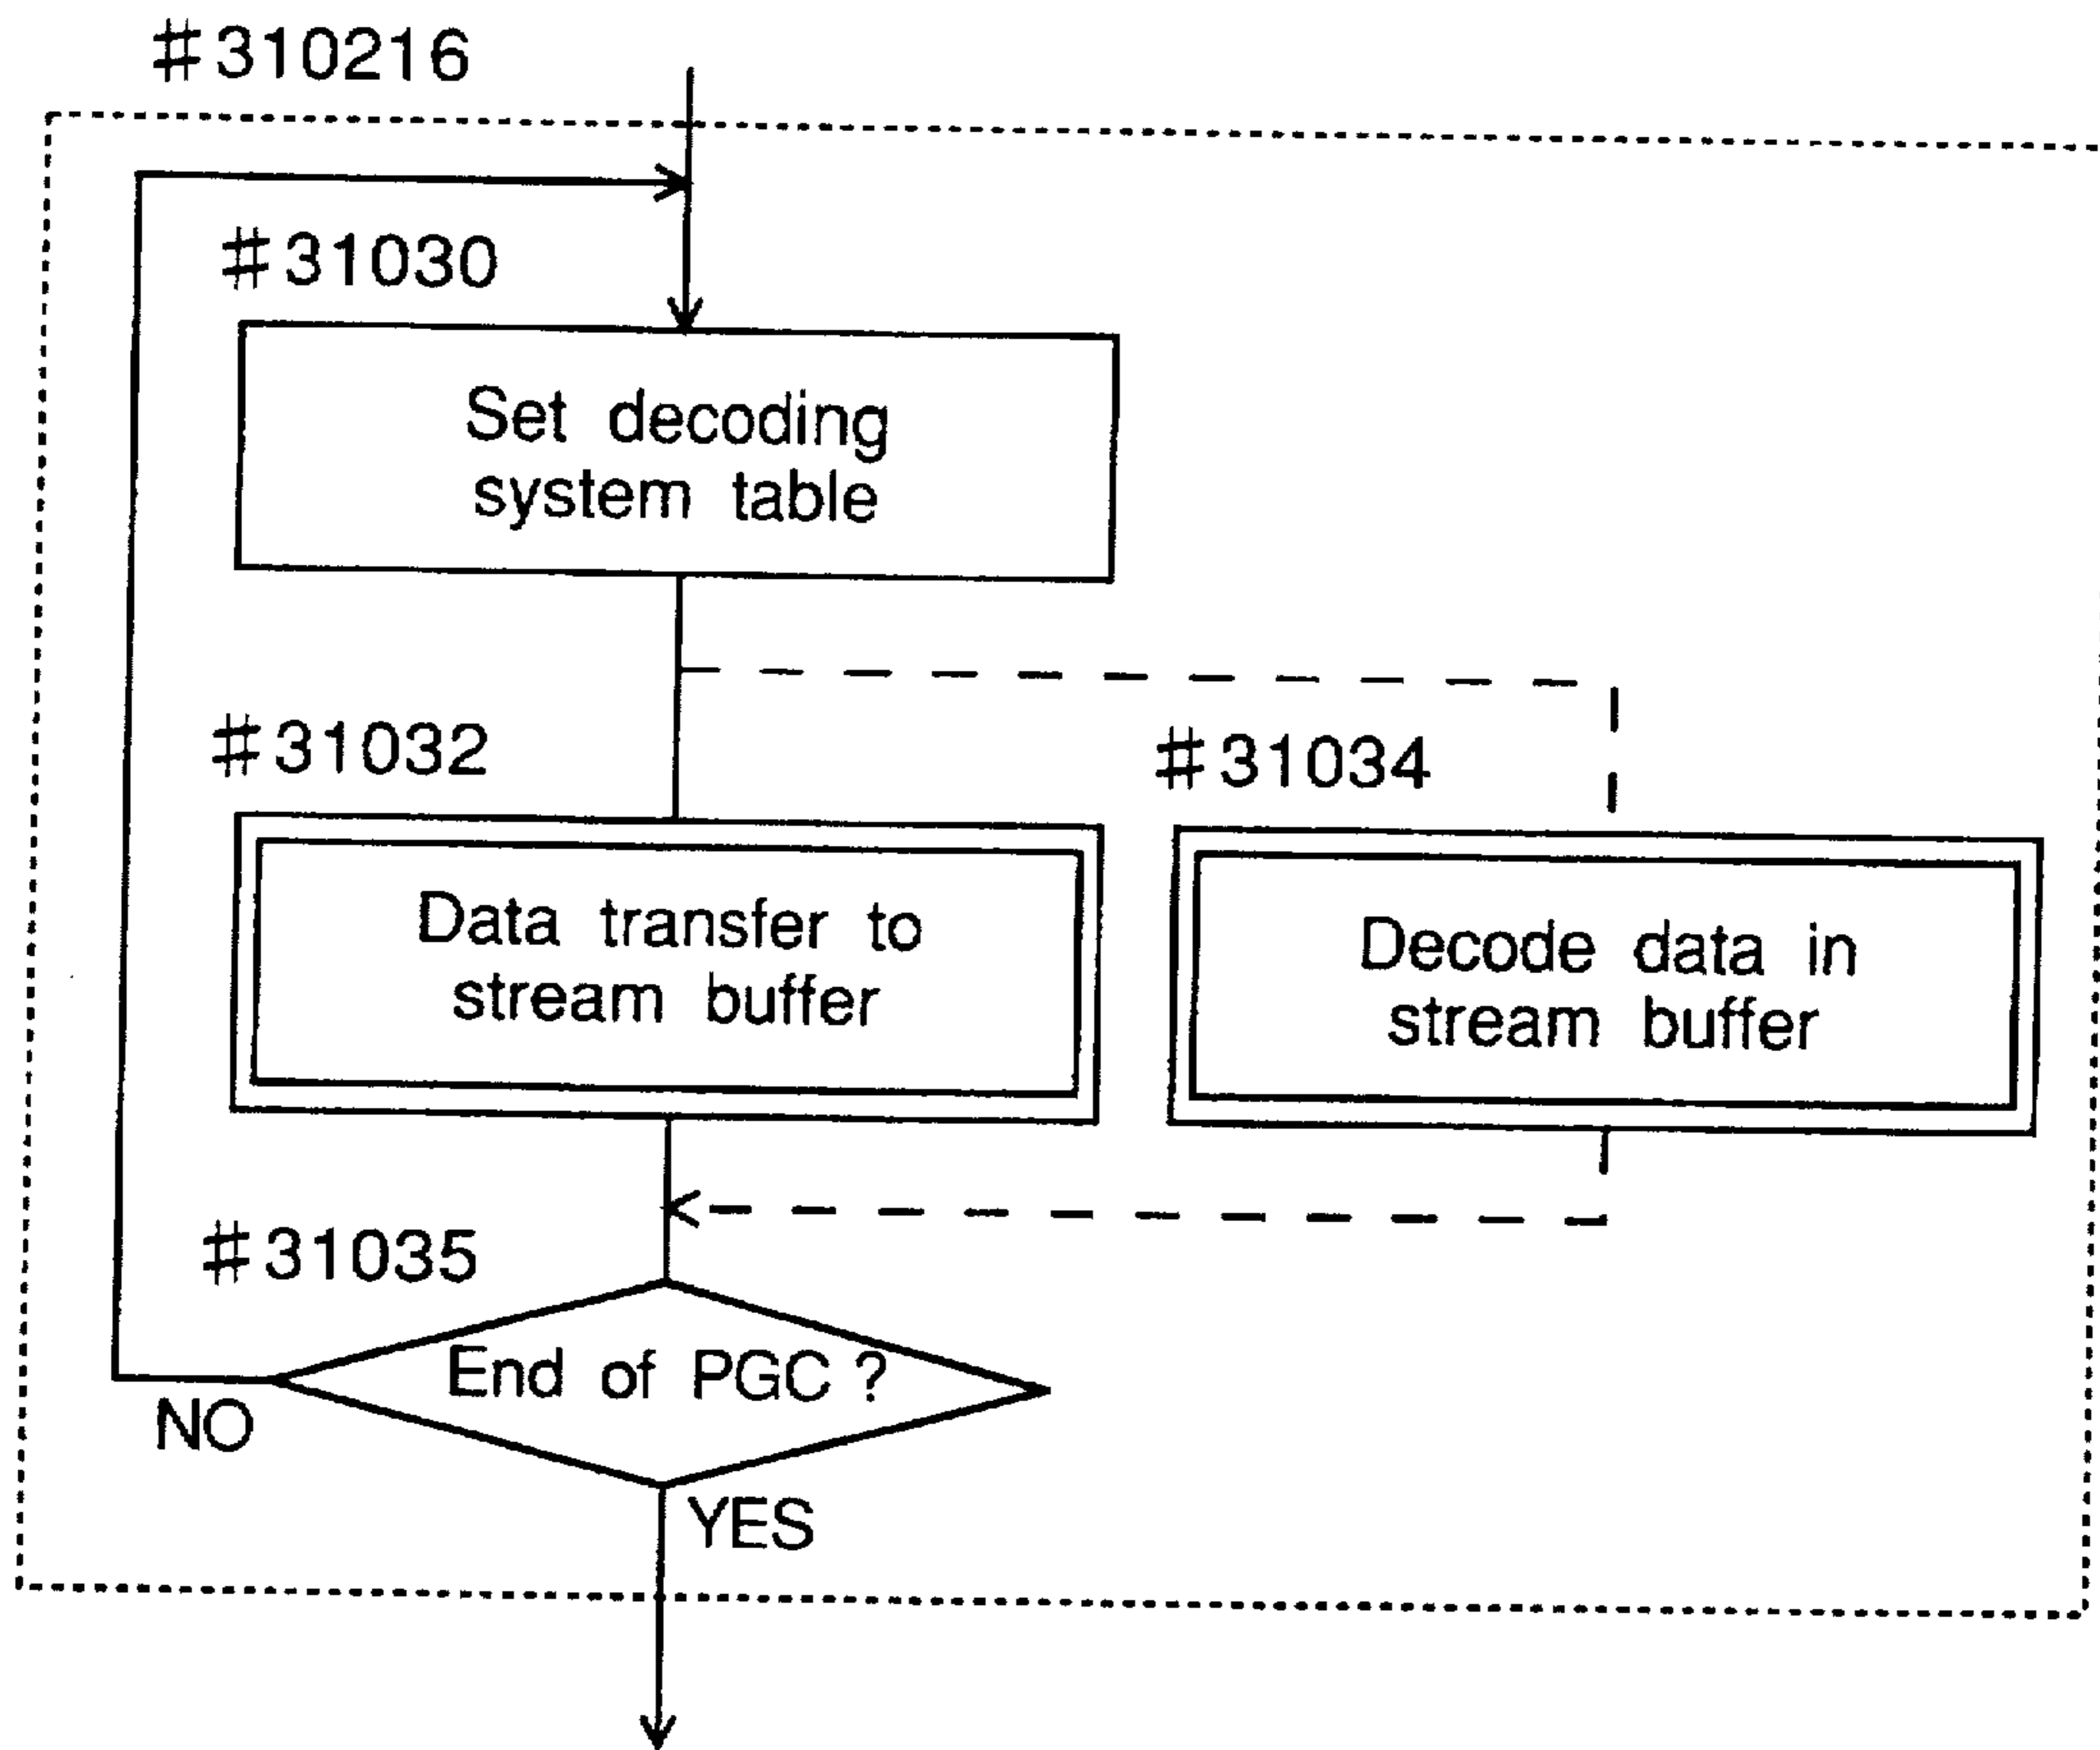 #310216
#31030
Set decoding
system table
#31032
#31034
Data transfer to
stream buffer
Decode data in
stream buffer
#31035
End of PGC ?
NO
YES